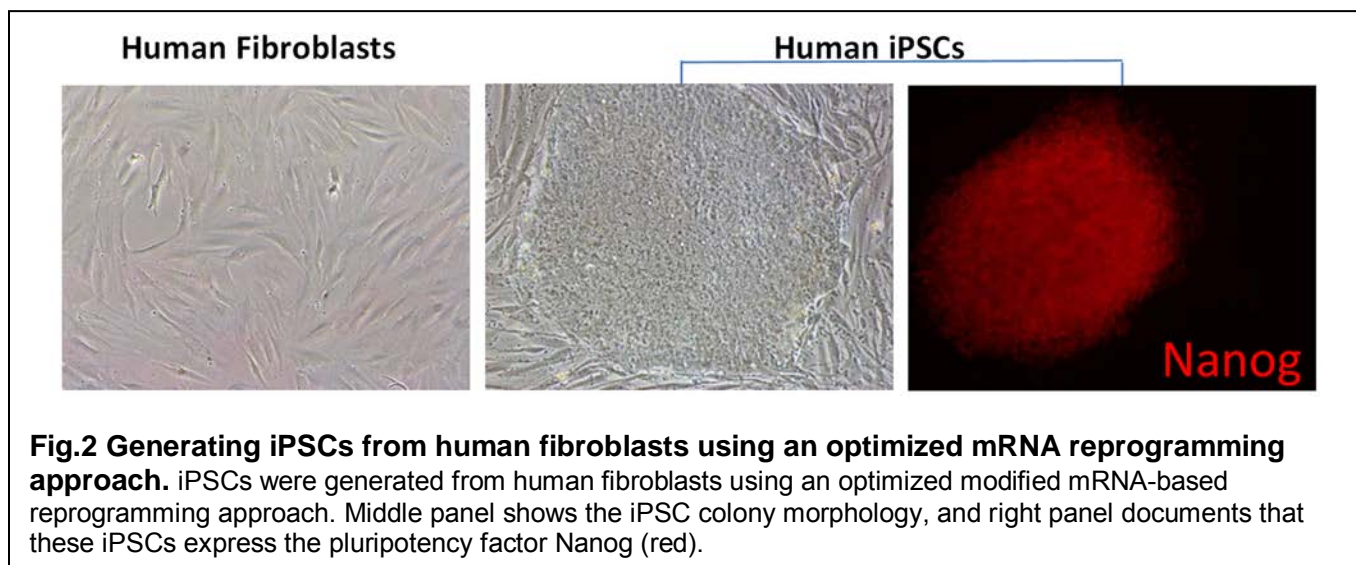 Human Fibroblasts
Human iPSCs
Nanog
Fig.2 Generating iPSCs from human fibroblasts using an optimized mRNA reprogramming
approach. iPSCs were generated from human fibroblasts using an optimized modified mRNA-based
reprogramming approach. Middle panel shows the iPSC colony morphology, and right panel documents that
these iPSCs express the pluripotency factor Nanog (red).